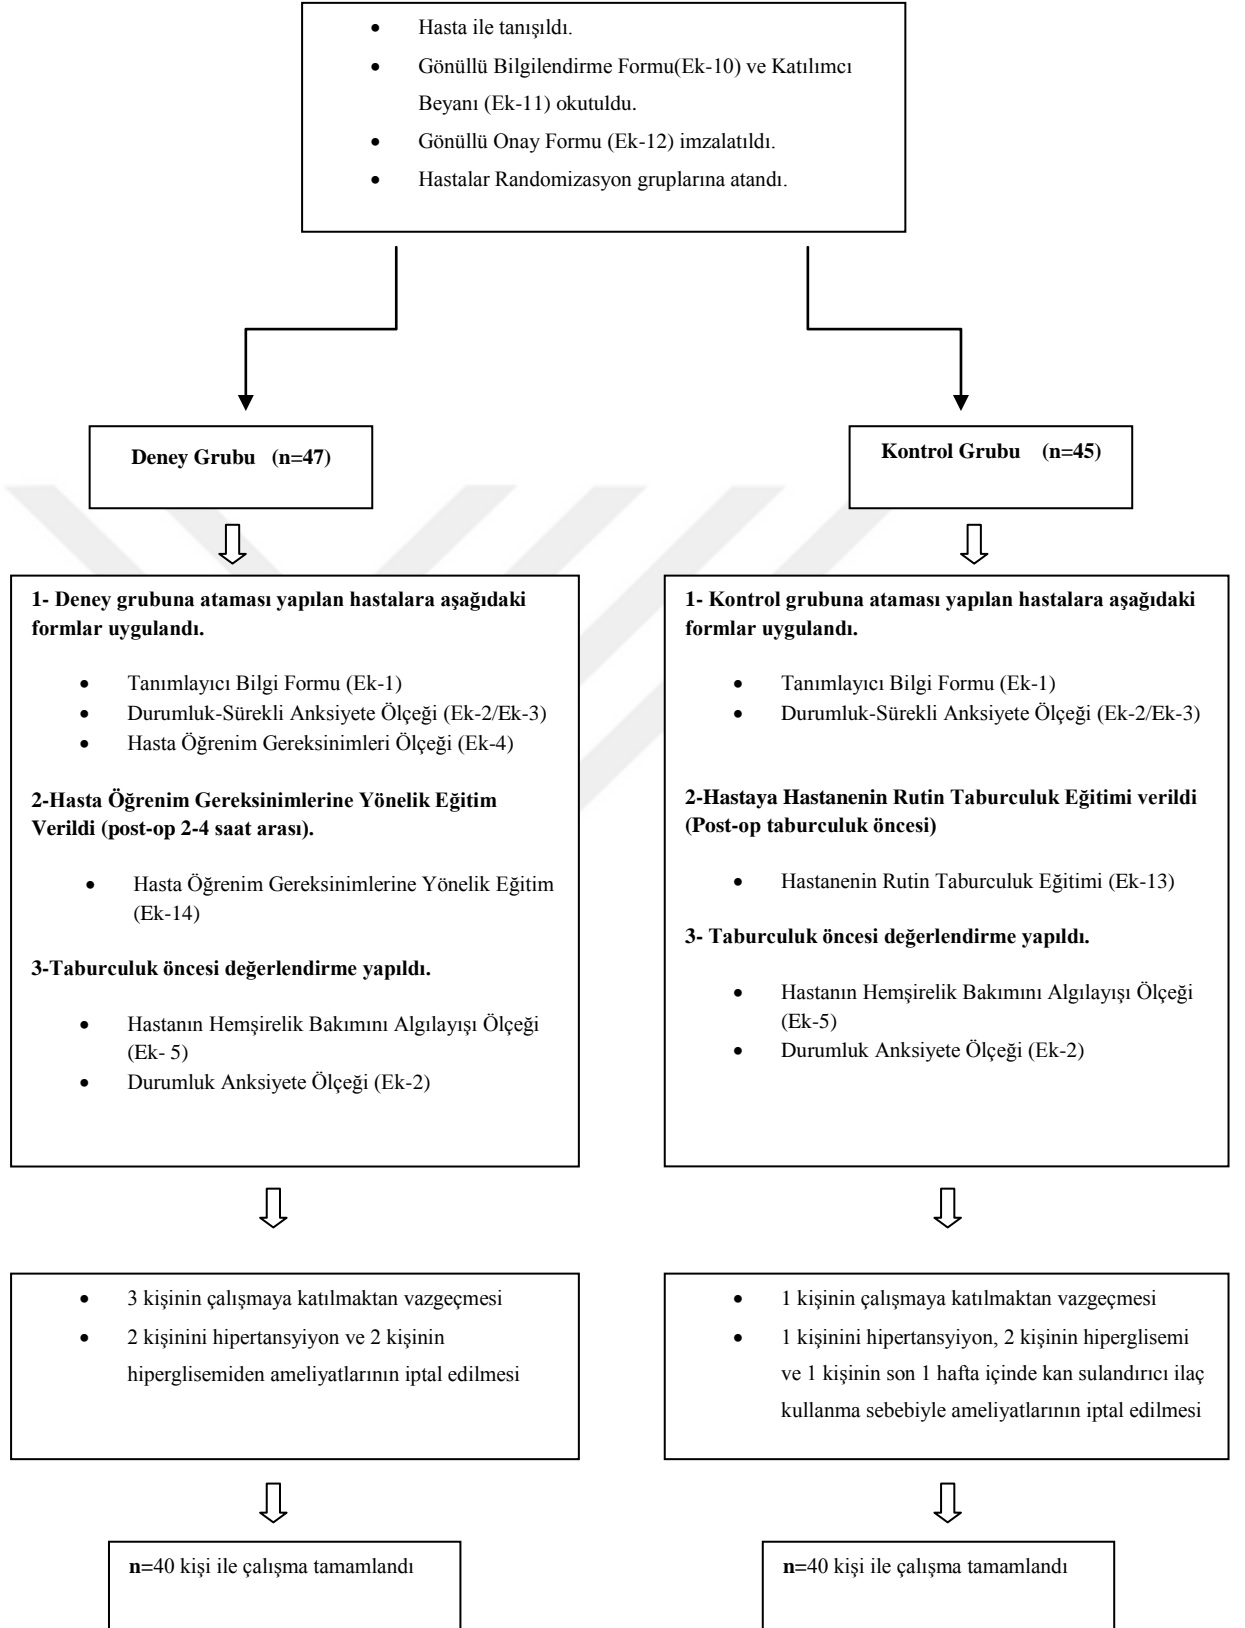 • Hasta ile tanışıldı.
• Gönüllü Bilgilendirme Formu(Ek-10) ve Katılımcı
Beyanı (Ek-11) okutuldu.
• Gönüllü Onay Formu (Ek-12) imzalatıldı.
• Hastalar Randomizasyon gruplarına atandı.
Deney Grubu (n=47)
Kontrol Grubu (n=45)
1- Deney grubuna ataması yapılan hastalara aşağıdaki
formlar uygulandı.
• Tanımlayıcı Bilgi Formu (Ek-1)
• Durumluk-Sürekli Anksiyete Ölçeği (Ek-2/Ek-3)
• Hasta Öğrenim Gereksinimleri Ölçeği (Ek-4)
2-Hasta Öğrenim Gereksinimlerine Yönelik Eğitim
Verildi (post-op 2-4 saat arası).
• Hasta Öğrenim Gereksinimlerine Yönelik Eğitim
(Ek-14)
3-Taburculuk öncesi değerlendirme yapıldı.
• Hastanın Hemşirelik Bakımını Algılayışı Ölçeği
(Ek- 5)
• Durumluk Anksiyete Ölçeği (Ek-2)
1- Kontrol grubuna ataması yapılan hastalara aşağıdaki
formlar uygulandı.
• Tanımlayıcı Bilgi Formu (Ek-1)
• Durumluk-Sürekli Anksiyete Ölçeği (Ek-2/Ek-3)
2-Hastaya Hastanenin Rutin Taburculuk Eğitimi verildi
(Post-op taburculuk öncesi)
• Hastanenin Rutin Taburculuk Eğitimi (Ek-13)
3- Taburculuk öncesi değerlendirme yapıldı.
• Hastanın Hemşirelik Bakımını Algılayışı Ölçeği
(Ek-5)
• Durumluk Anksiyete Ölçeği (Ek-2)
• 3 kişinin çalışmaya katılmaktan vazgeçmesi
• 2 kişinini hipertansyiyon ve 2 kişinin
hiperglisemiden ameliyatlarının iptal edilmesi
• 1 kişinin çalışmaya katılmaktan vazgeçmesi
• 1 kişinini hipertansyiyon, 2 kişinin hiperglisemi
ve 1 kişinin son 1 hafta içinde kan sulandırıcı ilaç
kullanma sebebiyle ameliyatlarının iptal edilmesi
n=40 kişi ile çalışma tamamlandı
n=40 kişi ile çalışma tamamlandı